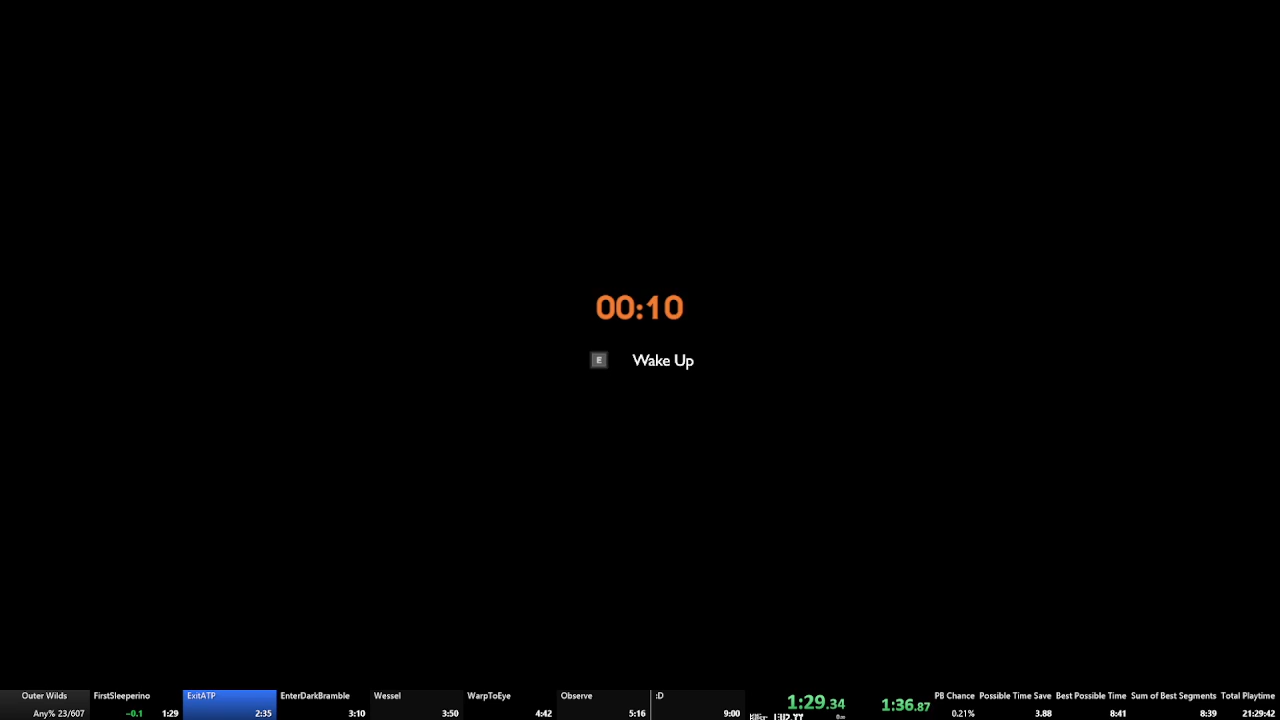 00:10
E Wake Up
Outer Wilds FirstSleeperino ExitATP EnterDarkBramble Wessel WarpToEye Observe :D 1:29.34 1:36.87 PB Chance Possible Time Save Best Possible Time Sum of Best Segments Total Playtime
Any% 23/607 −0.1 1:29 2:35 3:10 3:50 4:42 5:16 9:00 0.21% 3.88 8:41 8:39 21:29:42